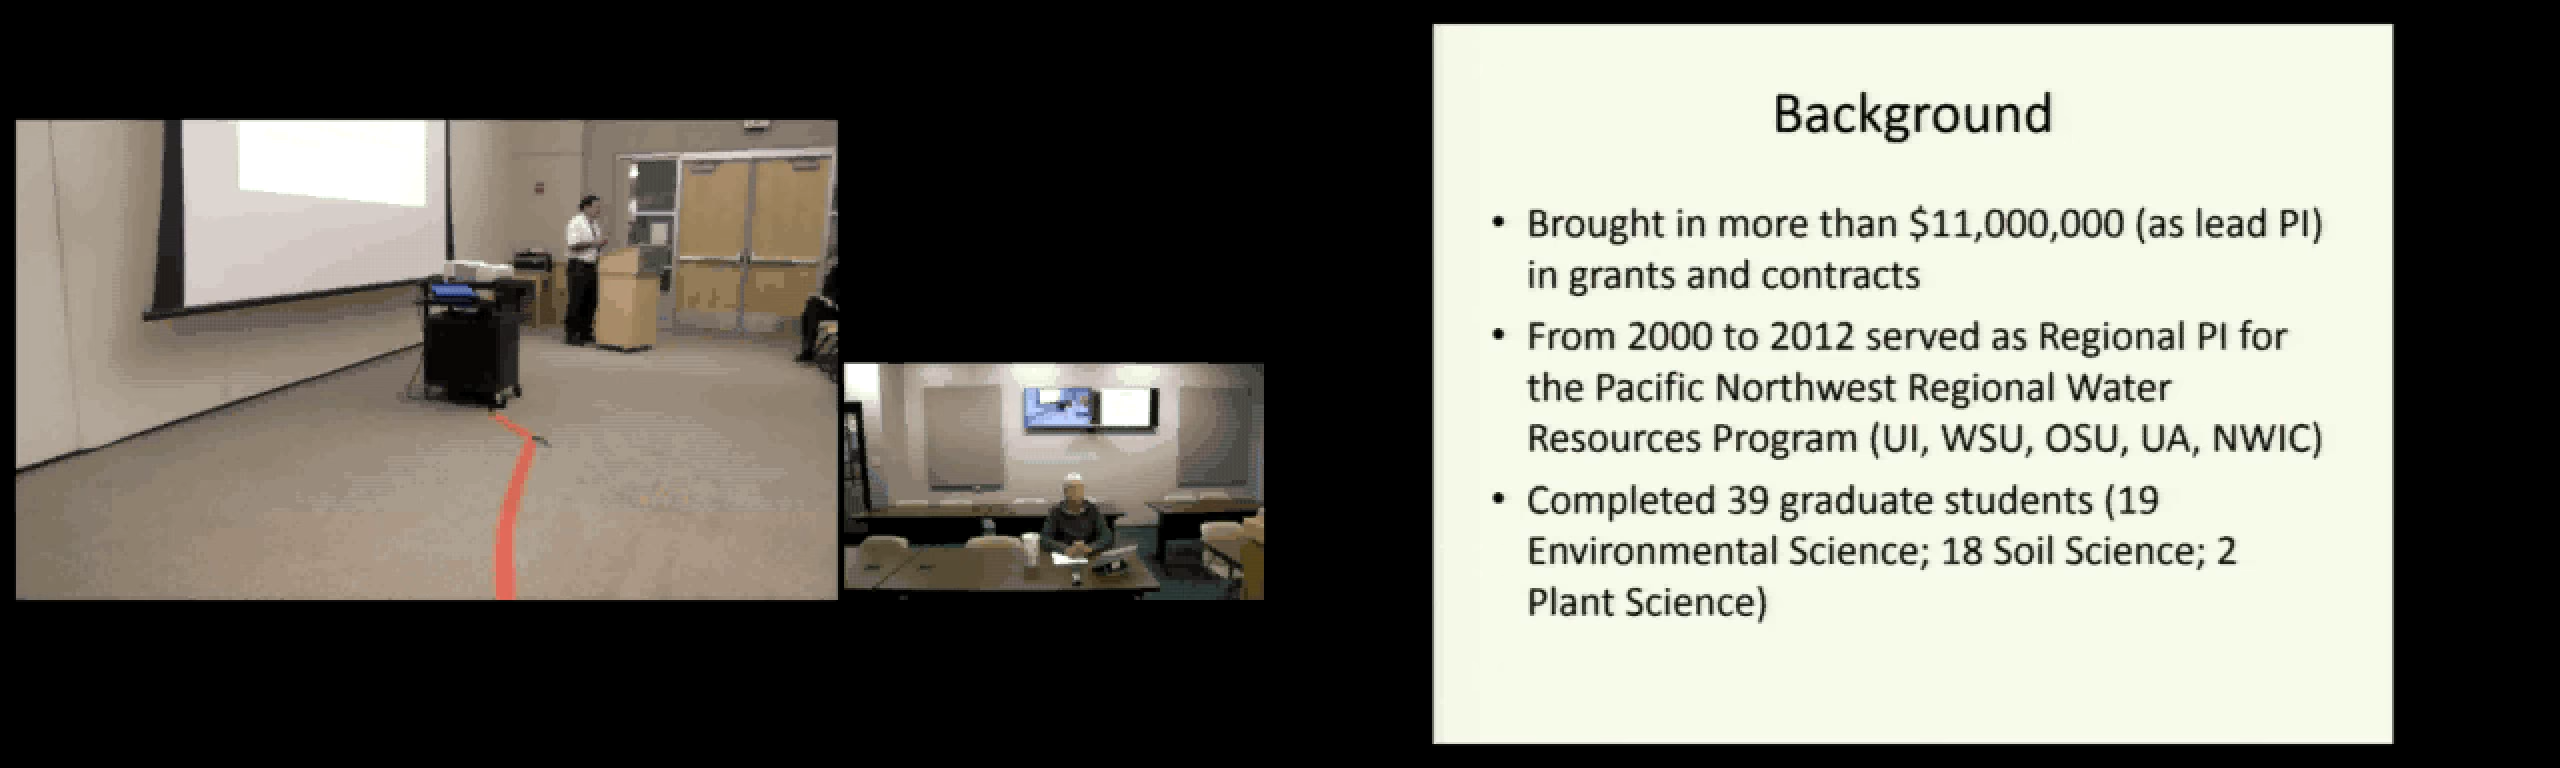 Background
• Brought in more than $11,000,000 (as lead PI)
in grants and contracts
• From 2000 to 2012 served as Regional PI for
the Pacific Northwest Regional Water
Resources Program (UI, WSU, OSU, UA, NWIC)
• Completed 39 graduate students (19
Environmental Science; 18 Soil Science; 2
Plant Science)